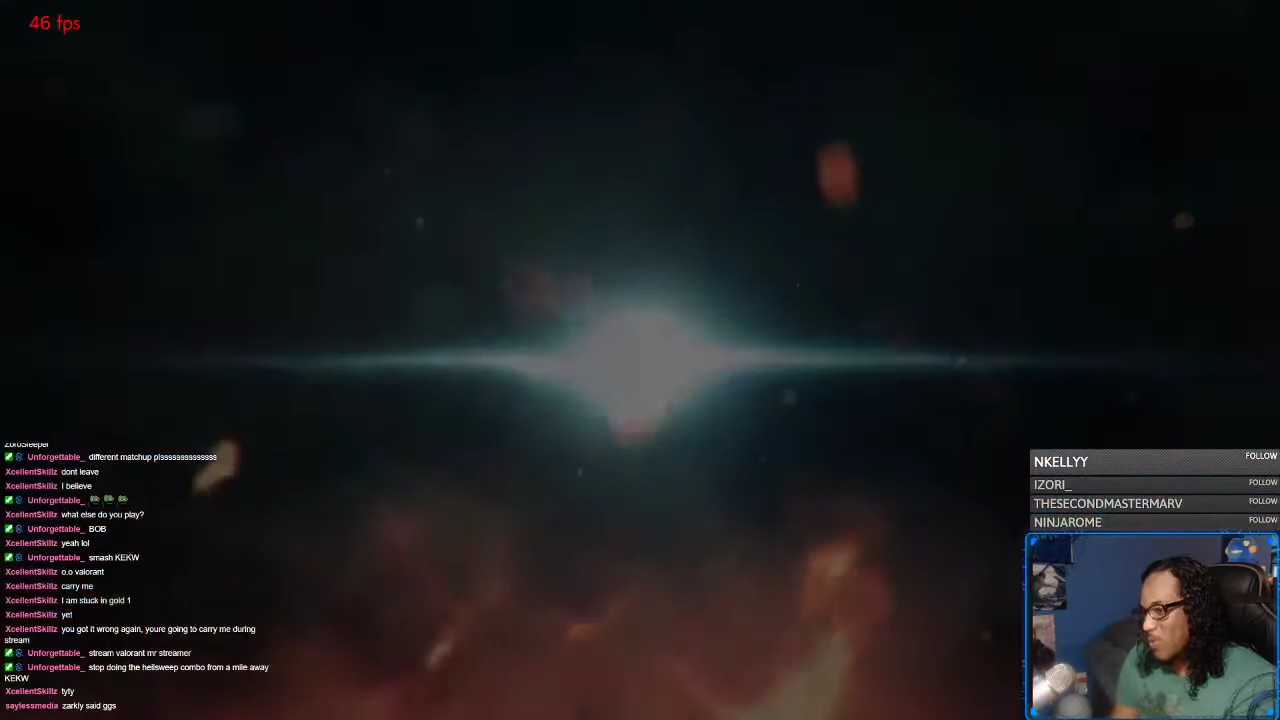 46 fps
ZoroSleeper
Unforgettable_ different matchup plsssssssssssss
XcellentSkillz dont leave
XcellentSkillz I believe
Unforgettable_
XcellentSkillz what else do you play?
Unforgettable_ BOB
XcellentSkillz yeah lol
Unforgettable_ smash KEKW
XcellentSkillz o.o valorant
XcellentSkillz carry me
XcellentSkillz I am stuck in gold 1
XcellentSkillz yet
XcellentSkillz you got it wrong again, youre going to carry me during
stream
Unforgettable_ stream valorant mr streamer
Unforgettable_ stop doing the hellsweep combo from a mile away
KEKW
XcellentSkillz tyty
saylessmedia zarkly said ggs
NKELLYY FOLLOW
IZORI_ FOLLOW
THESECONDMASTERMARV FOLLOW
NINJAROME FOLLOW